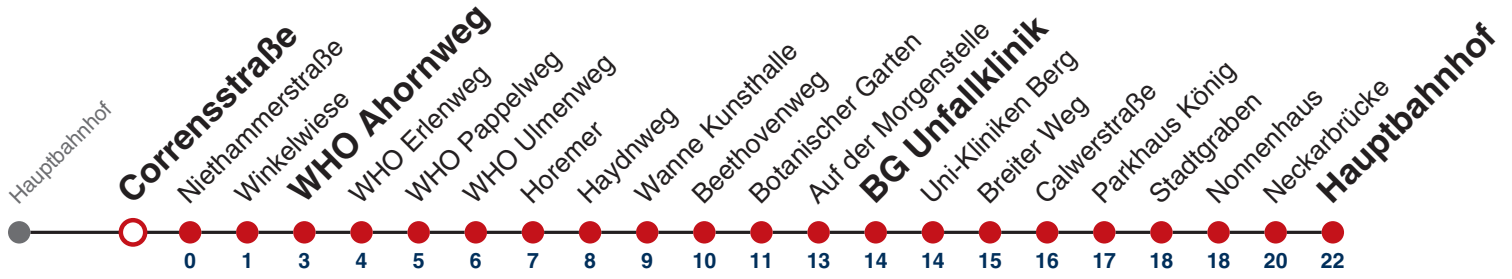 Hauptbahnhof
Corrensstraße
Niethammerstraße
Winkelwiese
WHO Ahornweg
WHO Erlenweg
WHO Pappelweg
WHO Ulmenweg
Horemer
Haydnweg
Wanne Kunsthalle
Beethovenweg
Botanischer Garten
Auf der Morgenstelle
BG Unfallklinik
Uni-Kliniken Berg
Breiter Weg
Calwerstraße
Parkhaus König
Stadtgraben
Nonnenhaus
Neckarbrücke
Hauptbahnhof
0 1 3 4 5 6 7 8 9 10 11 13 14 14 15 16 17 18 18 20 22